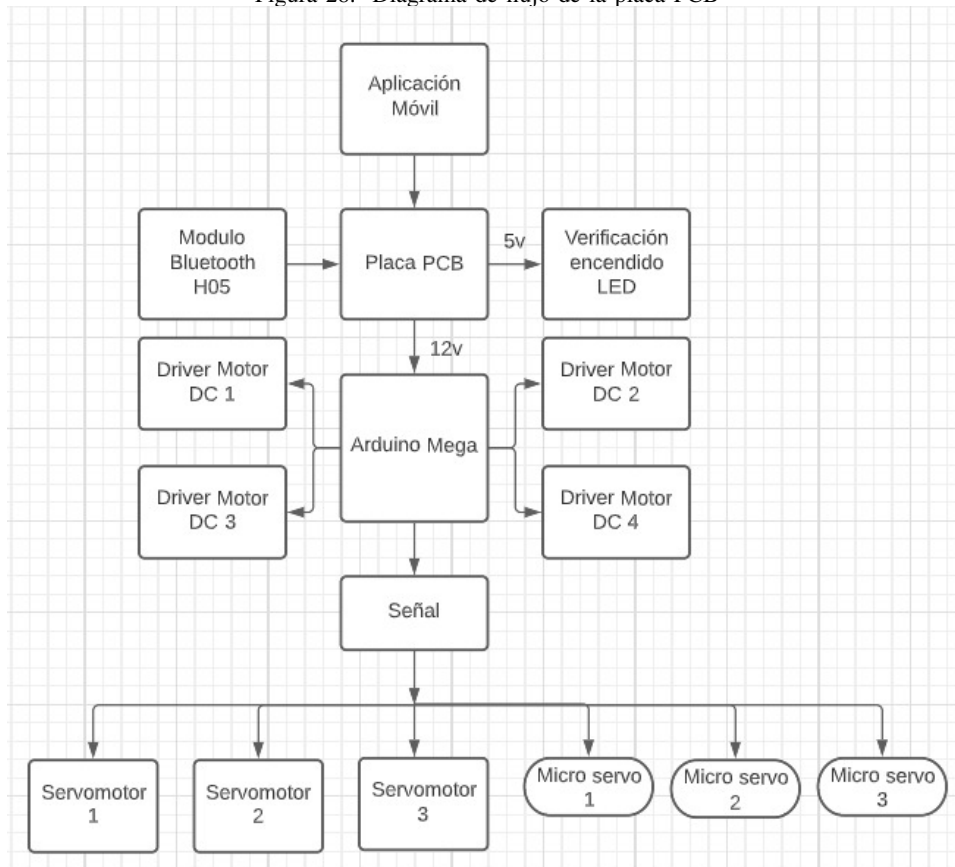 Figura 28. Diagrama de flujo de la placa PCB
Aplicación
Móvil
Modulo
Bluetooth
H05
Placa PCB
5v
Verificación
encendido
LED
12v
Driver Motor
DC 1
Driver Motor
DC 2
Arduino Mega
Driver Motor
DC 3
Driver Motor
DC 4
Señal
Servomotor
1
Servomotor
2
Servomotor
3
Micro servo
1
Micro servo
2
Micro servo
3